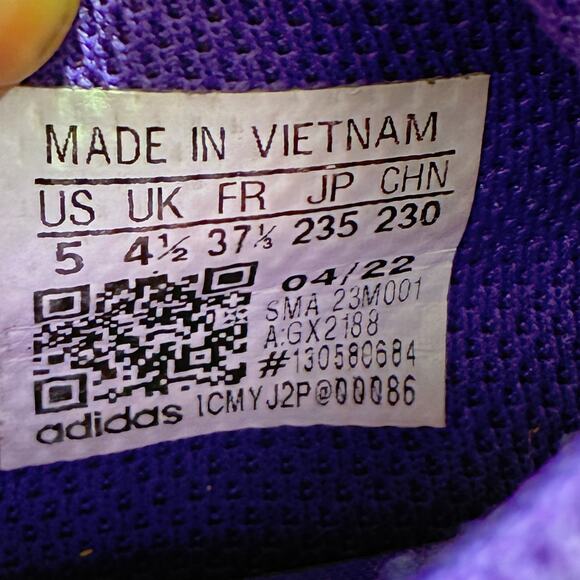 MADE IN VIETNAM
US UK FR JP CHN
5 4½ 37⅓ 235 230
04/22
SMA 23M001
A:GX2188
#130580684
adidas 1CMYJ2P@00086